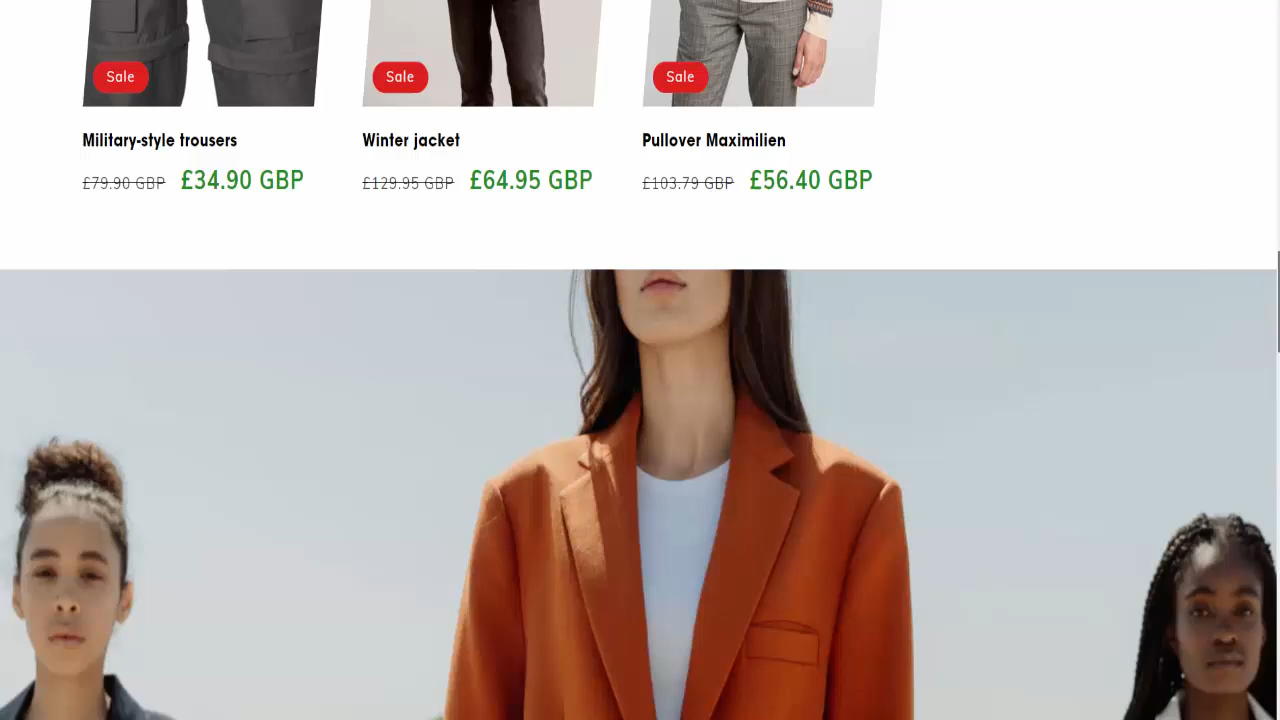 Sale Sale Sale
Military-style trousers Winter jacket Pullover Maximilien
£79.90 GBP £34.90 GBP £129.95 GBP £64.95 GBP £103.79 GBP £56.40 GBP